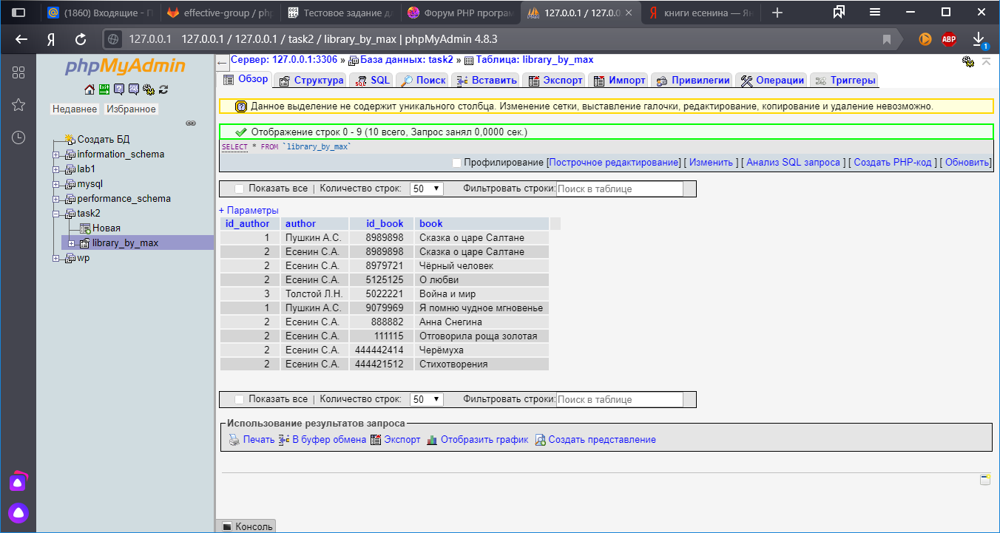 (1860) Входящие - П
effective-group / php
Тестовое задание дл
Форум PHP програм
127.0.0.1 / 127.0.0
книги есенина — Ян
127.0.0.1 127.0.0.1 / 127.0.0.1 / task2 / library_by_max | phpMyAdmin 4.8.3
ABP
1
phpMyAdmin
Недавнее Избранное
Создать БД
information_schema
lab1
mysql
performance_schema
task2
Новая
library_by_max
wp
Сервер: 127.0.0.1:3306 » База данных: task2 » Таблица: library_by_max
Обзор Структура SQL Поиск Вставить Экспорт Импорт Привилегии Операции Триггеры
Данное выделение не содержит уникального столбца. Изменение сетки, выставление галочки, редактирование, копирование и удаление невозможно.
Отображение строк 0 - 9 (10 всего, Запрос занял 0,0000 сек.)
SELECT * FROM `library_by_max`
Профилирование [Построчное редактирование] [ Изменить ] [ Анализ SQL запроса ] [ Создать PHP-код ] [ Обновить]
Показать все | Количество строк: 50 Фильтровать строки: Поиск в таблице
+ Параметры
id_author author id_book book
1 Пушкин А.С. 8989898 Сказка о царе Салтане
2 Есенин С.А. 8989898 Сказка о царе Салтане
2 Есенин С.А. 8979721 Чёрный человек
2 Есенин С.А. 5125125 О любви
3 Толстой Л.Н. 5022221 Война и мир
1 Пушкин А.С. 9079969 Я помню чудное мгновенье
2 Есенин С.А. 888882 Анна Снегина
2 Есенин С.А. 111115 Отговорила роща золотая
2 Есенин С.А. 444442414 Черёмуха
2 Есенин С.А. 444421512 Стихотворения
Показать все | Количество строк: 50 Фильтровать строки: Поиск в таблице
Использование результатов запроса
Печать В буфер обмена Экспорт Отобразить график Создать представление
Консоль